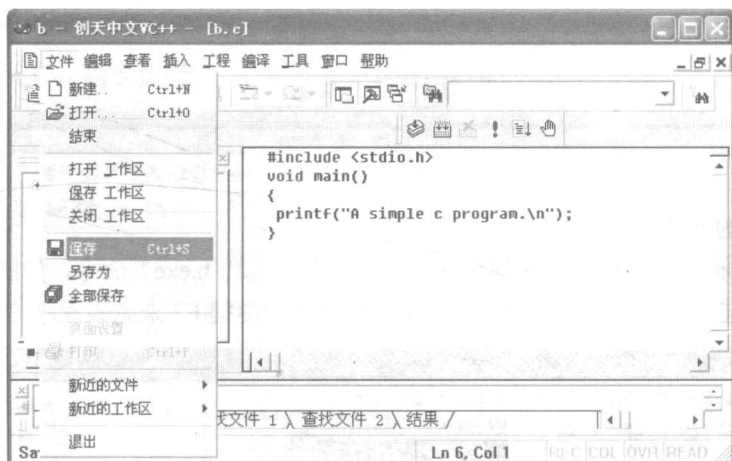 b - 创天中文VC++ - [b.c]
文件 编辑 查看 插入 工程 编译 工具 窗口 帮助
新建.. Ctrl+N
打开... Ctrl+O
结束
打开 工作区
保存 工作区
关闭 工作区
保存 Ctrl+S
另存为
全部保存
页面设置...
打印 Ctrl+P
新近的文件
新近的工作区
退出
#include <stdio.h>
void main()
{
printf("A simple c program.\n");
}
找文件 1 查找文件 2 结果
Sa
Ln 6, Col 1 REC COL OVR READ